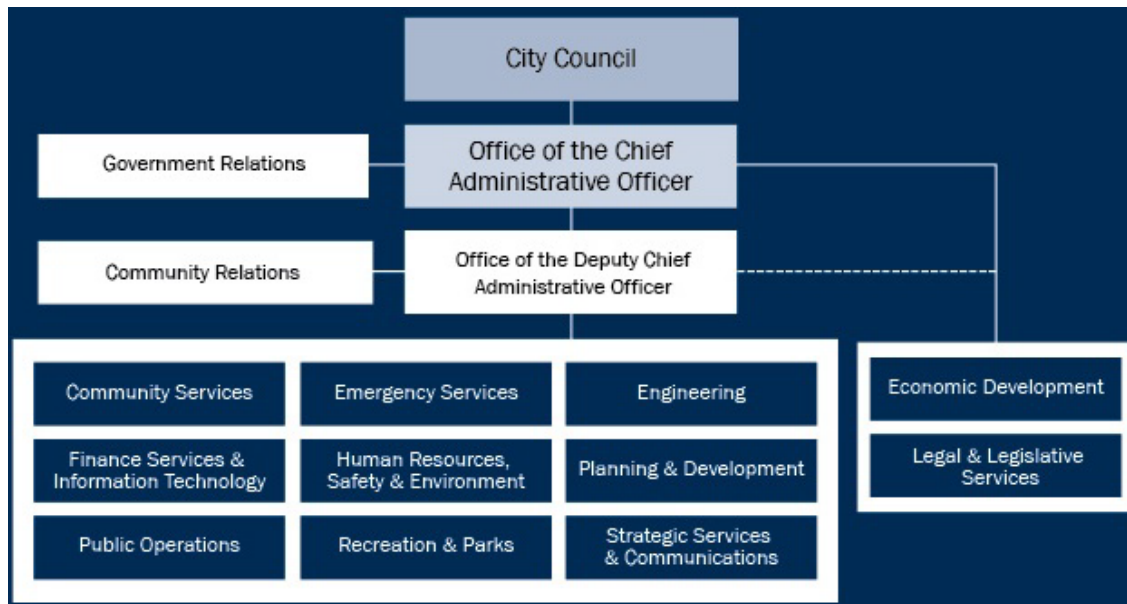 City Council
Government Relations
Office of the Chief
Administrative Officer
Community Relations
Office of the Deputy Chief
Administrative Officer
Community Services
Emergency Services
Engineering
Finance Services &
Information Technology
Human Resources,
Safety & Environment
Planning & Development
Public Operations
Recreation & Parks
Strategic Services
& Communications
Economic Development
Legal & Legislative
Services